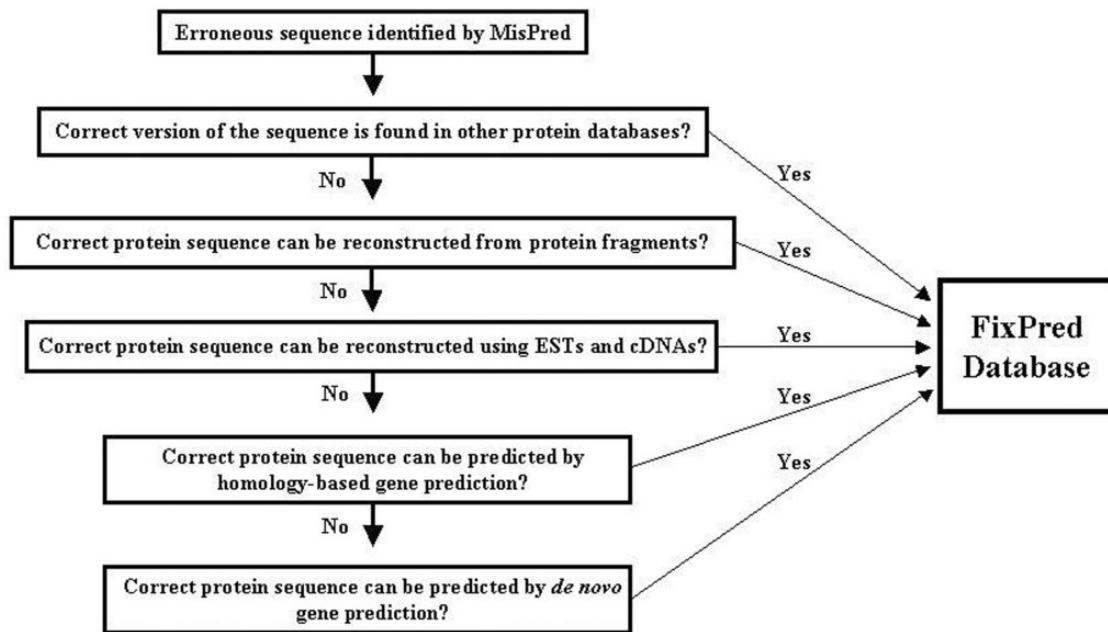 Erroneous sequence identified by MisPred
Correct version of the sequence is found in other protein databases?
No
Yes
Correct protein sequence can be reconstructed from protein fragments?
Yes
No
Correct protein sequence can be reconstructed using ESTs and cDNAs?
Yes
FixPred
Database
No
Yes
Correct protein sequence can be predicted by
homology-based gene prediction?
Yes
No
Correct protein sequence can be predicted by de novo
gene prediction?